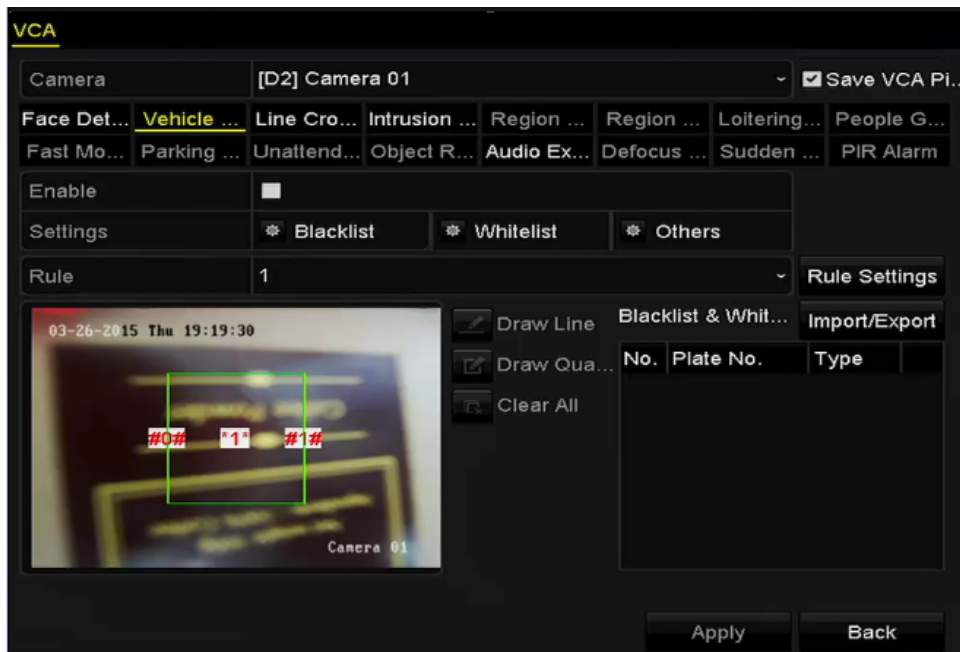 VCA
Camera [D2] Camera 01 Save VCA Pi..
Face Det... Vehicle ... Line Cro... Intrusion ... Region ... Region ... Loitering... People G...
Fast Mo... Parking ... Unattend... Object R... Audio Ex... Defocus ... Sudden ... PIR Alarm
Enable
Settings Blacklist Whitelist Others
Rule 1 Rule Settings
03-26-2015 Thu 19:19:30 Draw Line Blacklist & Whit... Import/Export
Draw Qua... No. Plate No. Type
Clear All
#0# *1* #1#
Camera 01
Apply Back